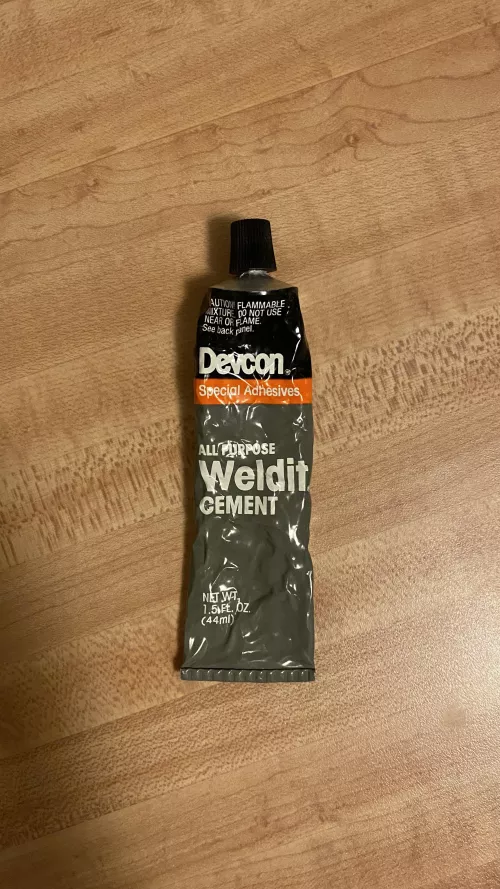 CAUTION! FLAMMABLE
MIXTURE. DO NOT USE
NEAR OR FLAME.
See back panel.
Devcon®
Special Adhesives
ALL PURPOSE
Weldit
CEMENT
NET WT.
1.5 FL. OZ.
(44ml)